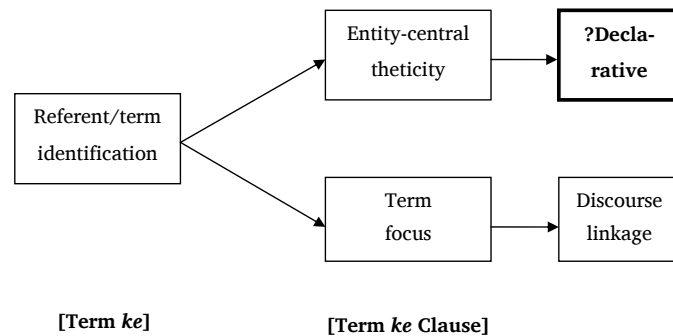 Entity-central
theticity
?Decla-
rative
Referent/term
identification
Term
focus
Discourse
linkage
[Term ke]
[Term ke Clause]